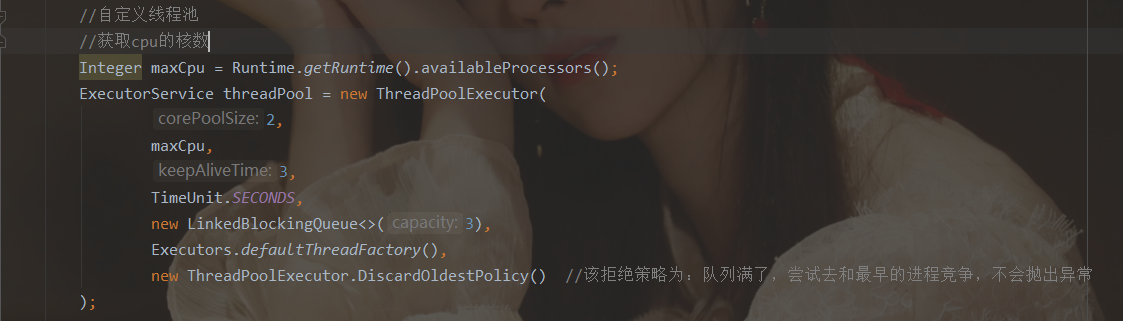 //自定义线程池
//获取cpu的核数
Integer maxCpu = Runtime.getRuntime().availableProcessors();
ExecutorService threadPool = new ThreadPoolExecutor(
corePoolSize: 2,
maxCpu,
keepAliveTime: 3,
TimeUnit.SECONDS,
new LinkedBlockingQueue<>( capacity: 3),
Executors.defaultThreadFactory(),
new ThreadPoolExecutor.DiscardOldestPolicy() //该拒绝策略为：队列满了，尝试去和最早的进程竞争，不会抛出异常
);